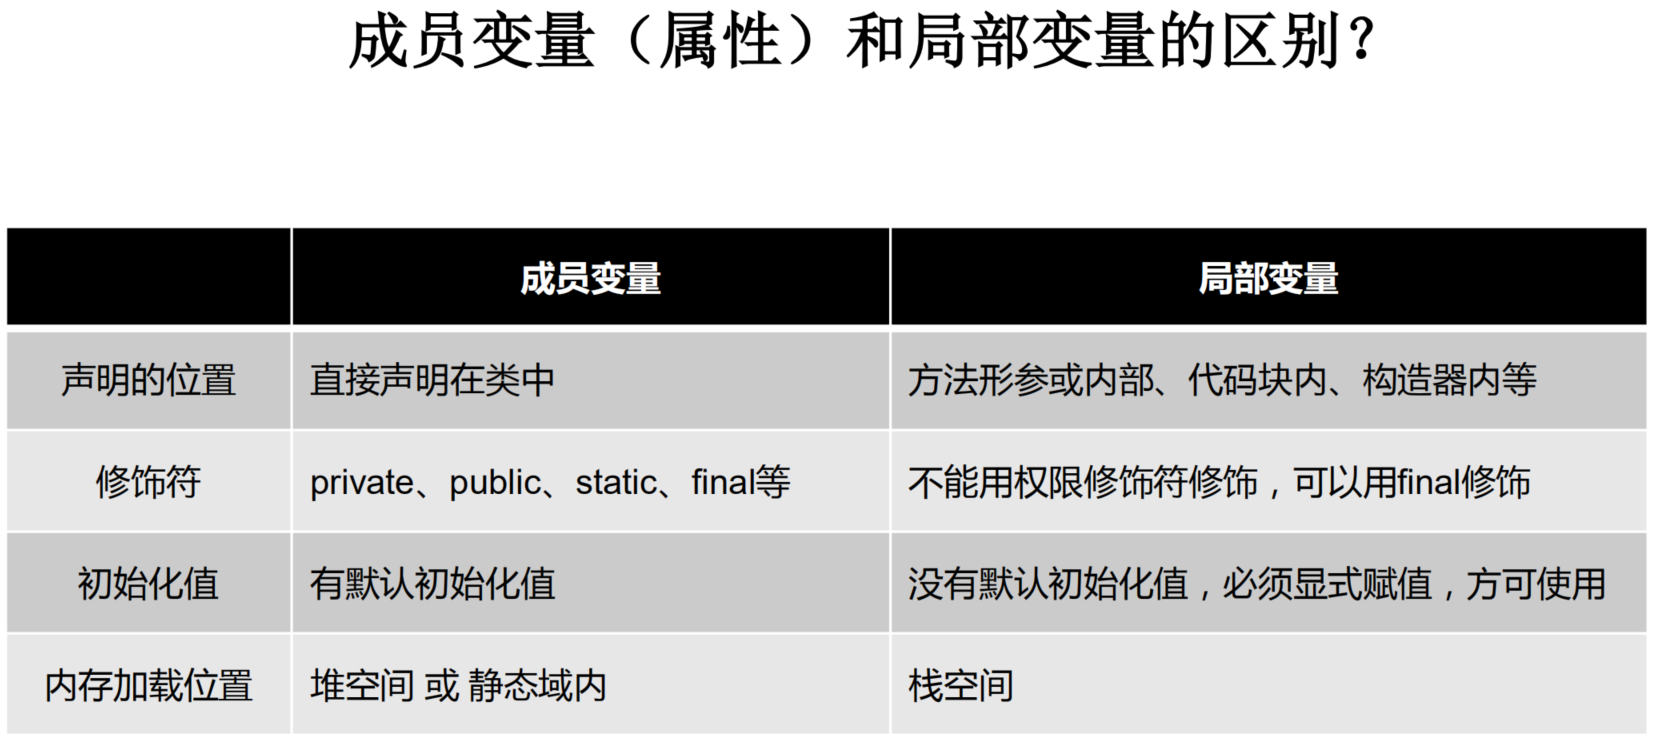 成员变量（属性）和局部变量的区别？
成员变量 局部变量
声明的位置 直接声明在类中 方法形参或内部、代码块内、构造器内等
修饰符 private、public、static、final等 不能用权限修饰符修饰，可以用final修饰
初始化值 有默认初始化值 没有默认初始化值，必须显式赋值，方可使用
内存加载位置 堆空间 或 静态域内 栈空间